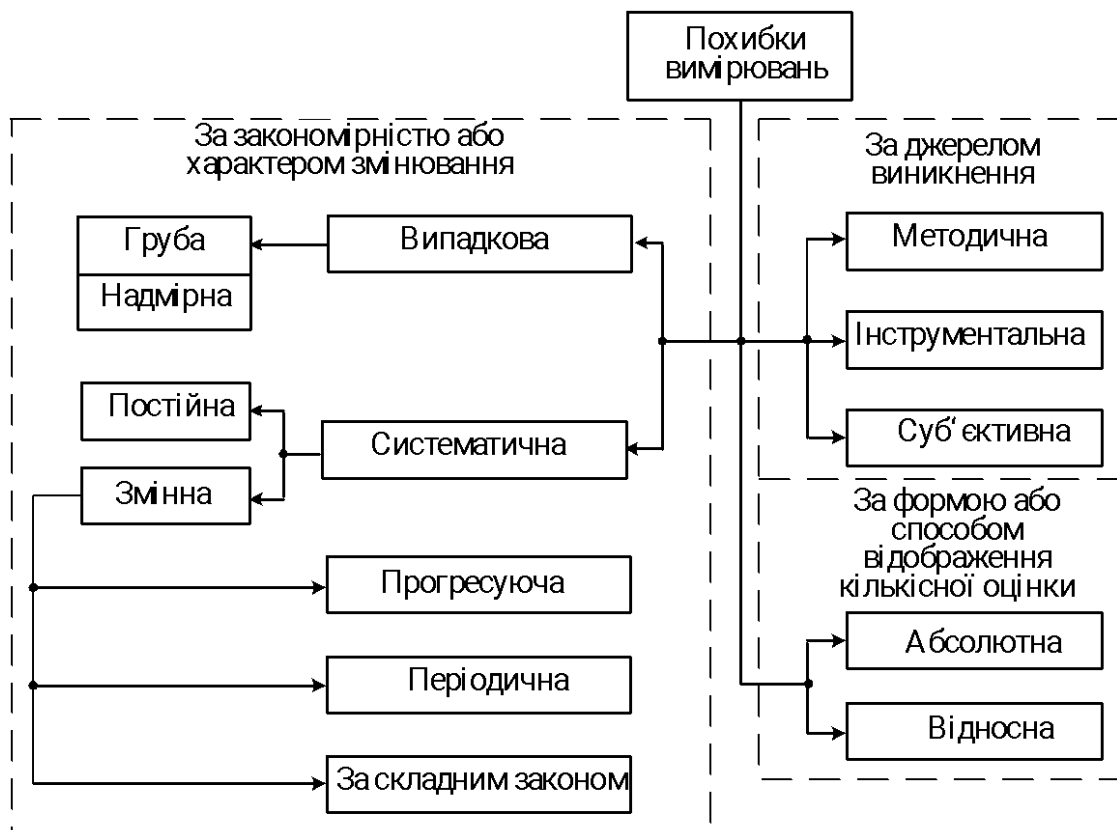 Похибки
вимірювань
За закономірністю або
характером змінювання
Груба
Надмірна
Випадкова
Постійна
Змінна
Систематична
Прогресуюча
Періодична
За складним законом
За джерелом
виникнення
Методична
Інструментальна
Суб‘єктивна
За формою або
способом
відображення
кількісної оцінки
Абсолютна
Відносна